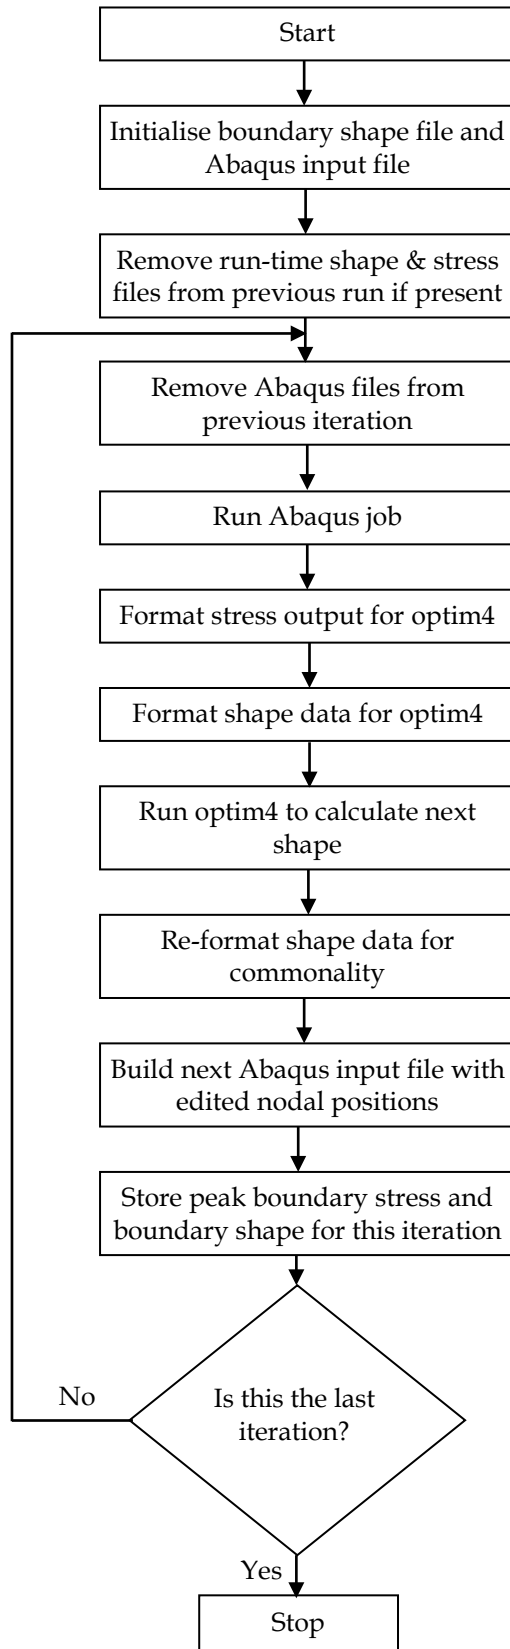 Start
Initialise boundary shape file and
Abaqus input file
Remove run-time shape & stress
files from previous run if present
Remove Abaqus files from
previous iteration
Run Abaqus job
Format stress output for optim4
Format shape data for optim4
Run optim4 to calculate next
shape
Re-format shape data for
commonality
Build next Abaqus input file with
edited nodal positions
Store peak boundary stress and
boundary shape for this iteration
No
Is this the last
iteration?
Yes
Stop